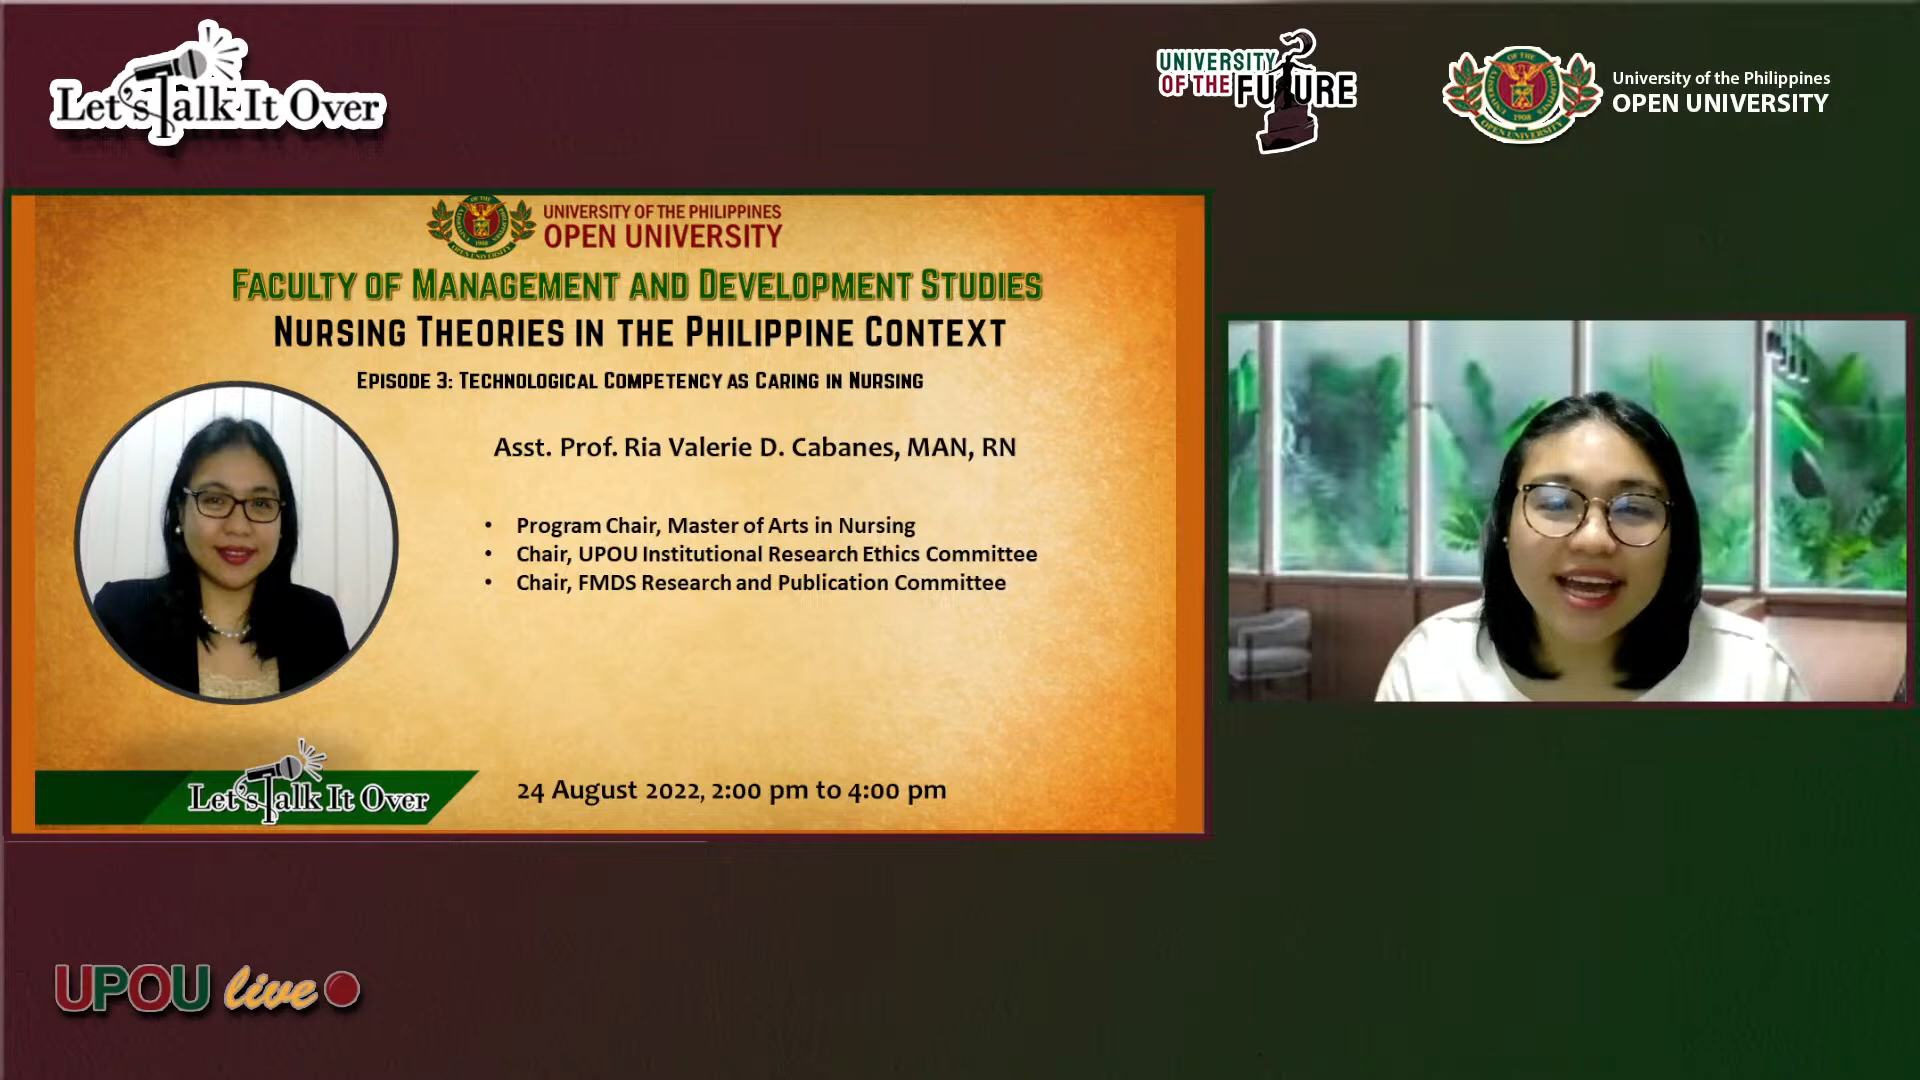 Let's Talk It Over
UNIVERSITY
OF THE FUTURE
University of the Philippines
OPEN UNIVERSITY
UNIVERSITY OF THE PHILIPPINES
OPEN UNIVERSITY
FACULTY OF MANAGEMENT AND DEVELOPMENT STUDIES
NURSING THEORIES IN THE PHILIPPINE CONTEXT
EPISODE 3: TECHNOLOGICAL COMPETENCY AS CARING IN NURSING
Asst. Prof. Ria Valerie D. Cabanes, MAN, RN
• Program Chair, Master of Arts in Nursing
• Chair, UPOU Institutional Research Ethics Committee
• Chair, FMDS Research and Publication Committee
Let's Talk It Over
24 August 2022, 2:00 pm to 4:00 pm
UPOU live